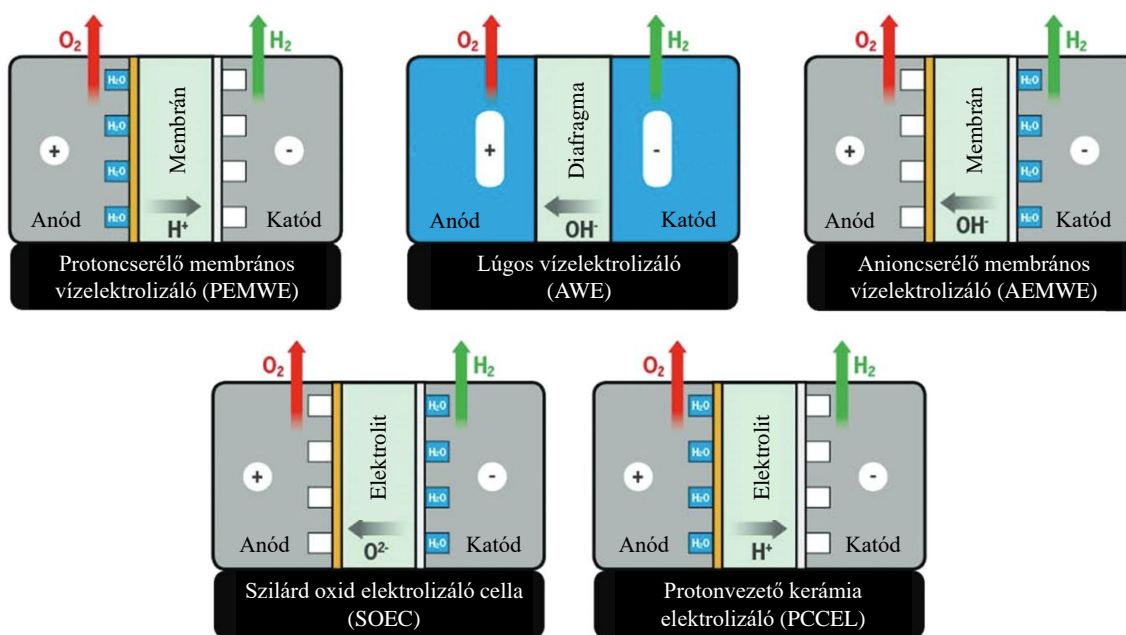 O₂
H₂
H₂O
H₂O
H₂O
H₂O
+
-
Membrán
Anód
H⁺
Katód
Protoncserélő membrános
vízelektrolizáló (PEMWE)
O₂
H₂
+
-
Diafragma
Anód
OH⁻
Katód
Lúgos vízelektrolizáló
(AWE)
O₂
H₂
H₂O
H₂O
H₂O
H₂O
+
-
Membrán
Anód
OH⁻
Katód
Anioncserélő membrános
vízelektrolizáló (AEMWE)
O₂
H₂
H₂O
H₂O
H₂O
H₂O
+
-
Elektrolit
Anód
O²⁻
Katód
Szilárd oxid elektrolizáló cella
(SOEC)
O₂
H₂
H₂O
H₂O
H₂O
H₂O
+
-
Elektrolit
Anód
H⁺
Katód
Protonvezető kerámia
elektrolizáló (PCCEL)